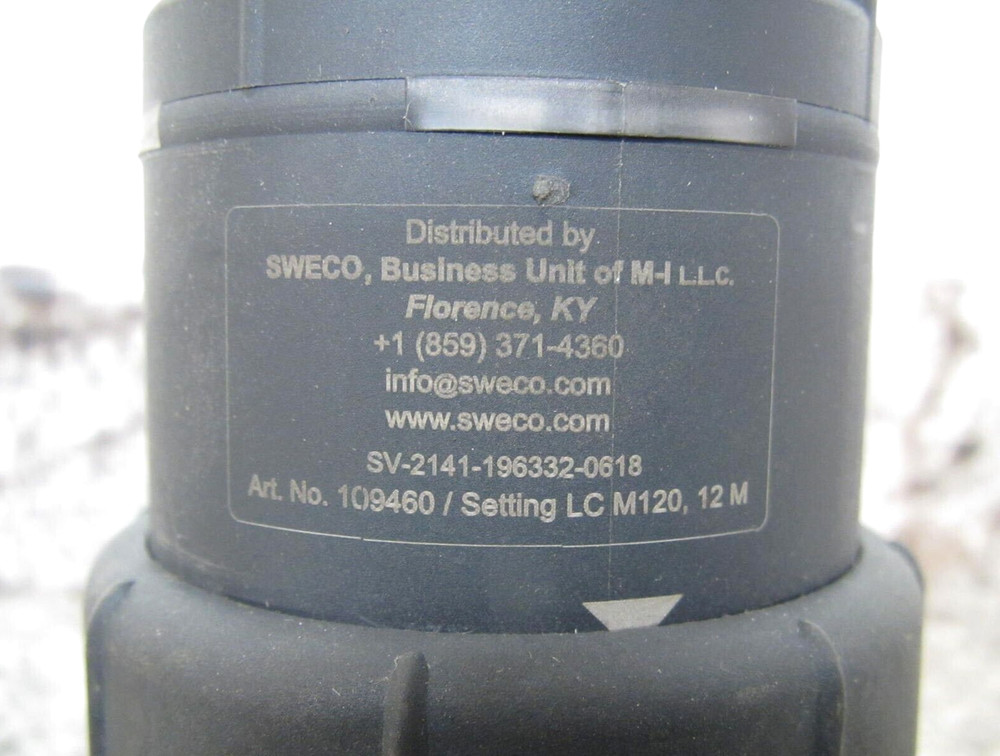 Distributed by
SWECO, Business Unit of M-I L.L.C.
Florence, KY
+1 (859) 371-4360
info@sweco.com
www.sweco.com
SV-2141-196332-0618
Art. No. 109460 / Setting LC M120, 12 M